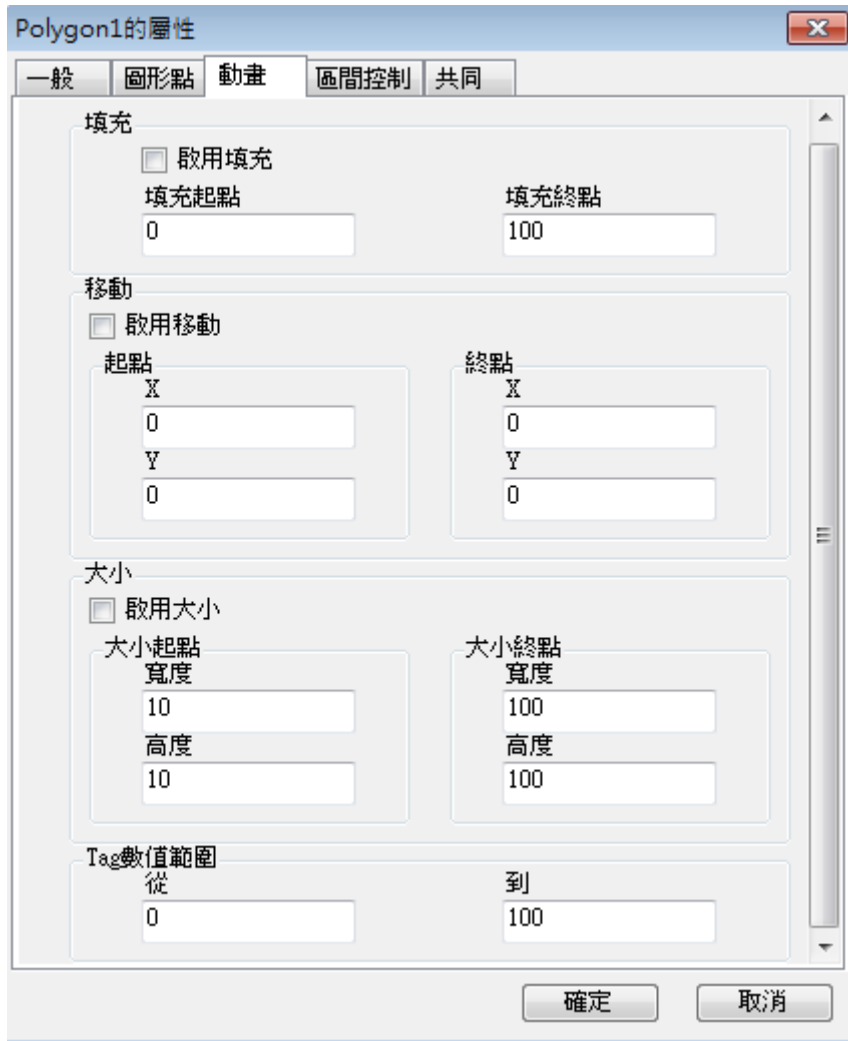 Polygon1的屬性
一般 圖形點 動畫 區間控制 共同
填充
啟用填充
填充起點 填充終點
0 100
移動
啟用移動
起點 終點
X X
0 0
Y Y
0 0
大小
啟用大小
大小起點 大小終點
寬度 寬度
10 100
高度 高度
10 100
Tag數值範圍
從 到
0 100
確定 取消